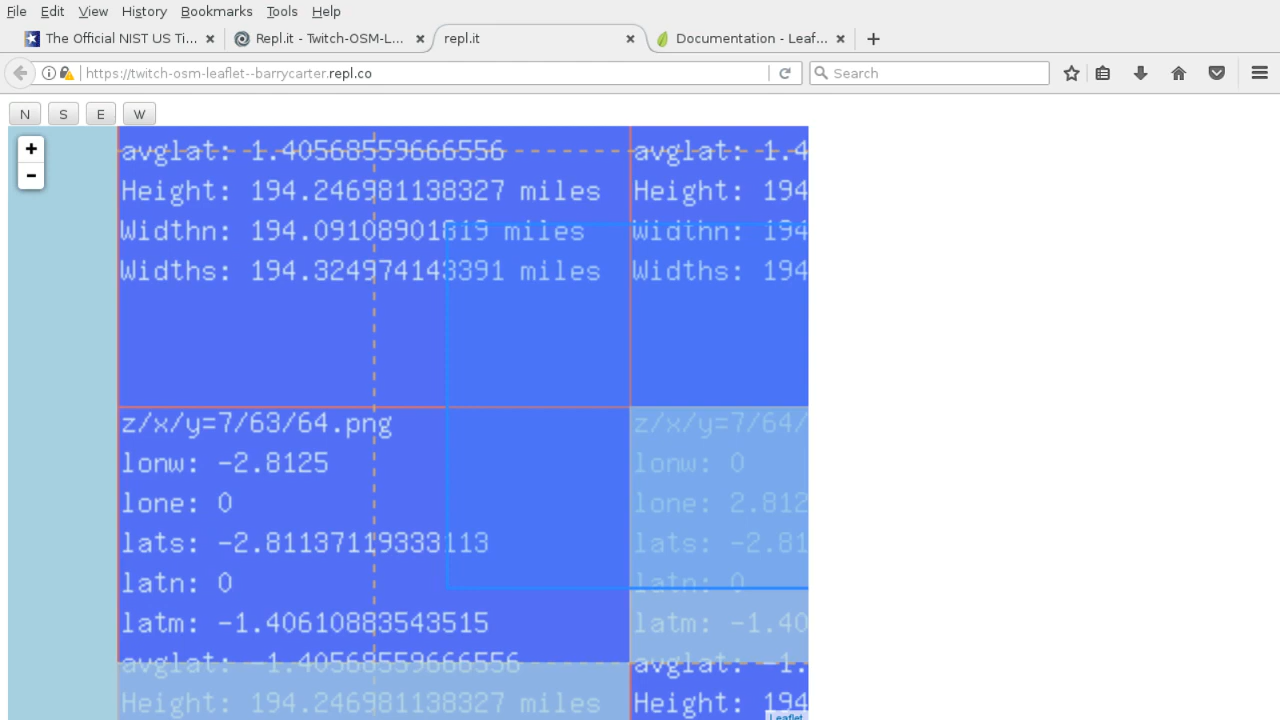 File Edit View History Bookmarks Tools Help
The Official NIST US Ti... Repl.it - Twitch-OSM-L... repl.it Documentation - Leaf...
https://twitch-osm-leaflet--barrycarter.repl.co Search
N S E W
+
-
avglat: 1.40568559666556 avglat: 1.4
Height: 194.246981138327 miles Height: 194
Widthn: 194.09108901819 miles Widthn: 194
Widths: 194.324974143391 miles Widths: 194
z/x/y=7/63/64.png z/x/y=7/64/
lonw: -2.8125 lonw: 0
lone: 0 lone: 2.812
lats: -2.81137119333113 lats: -2.81
latn: 0 latn: 0
latm: -1.40610883543515 latm: -1.40
avglat: -1.40568559666556 avglat: -1.
Height: 194.246981138327 miles Height: 194
Leaflet